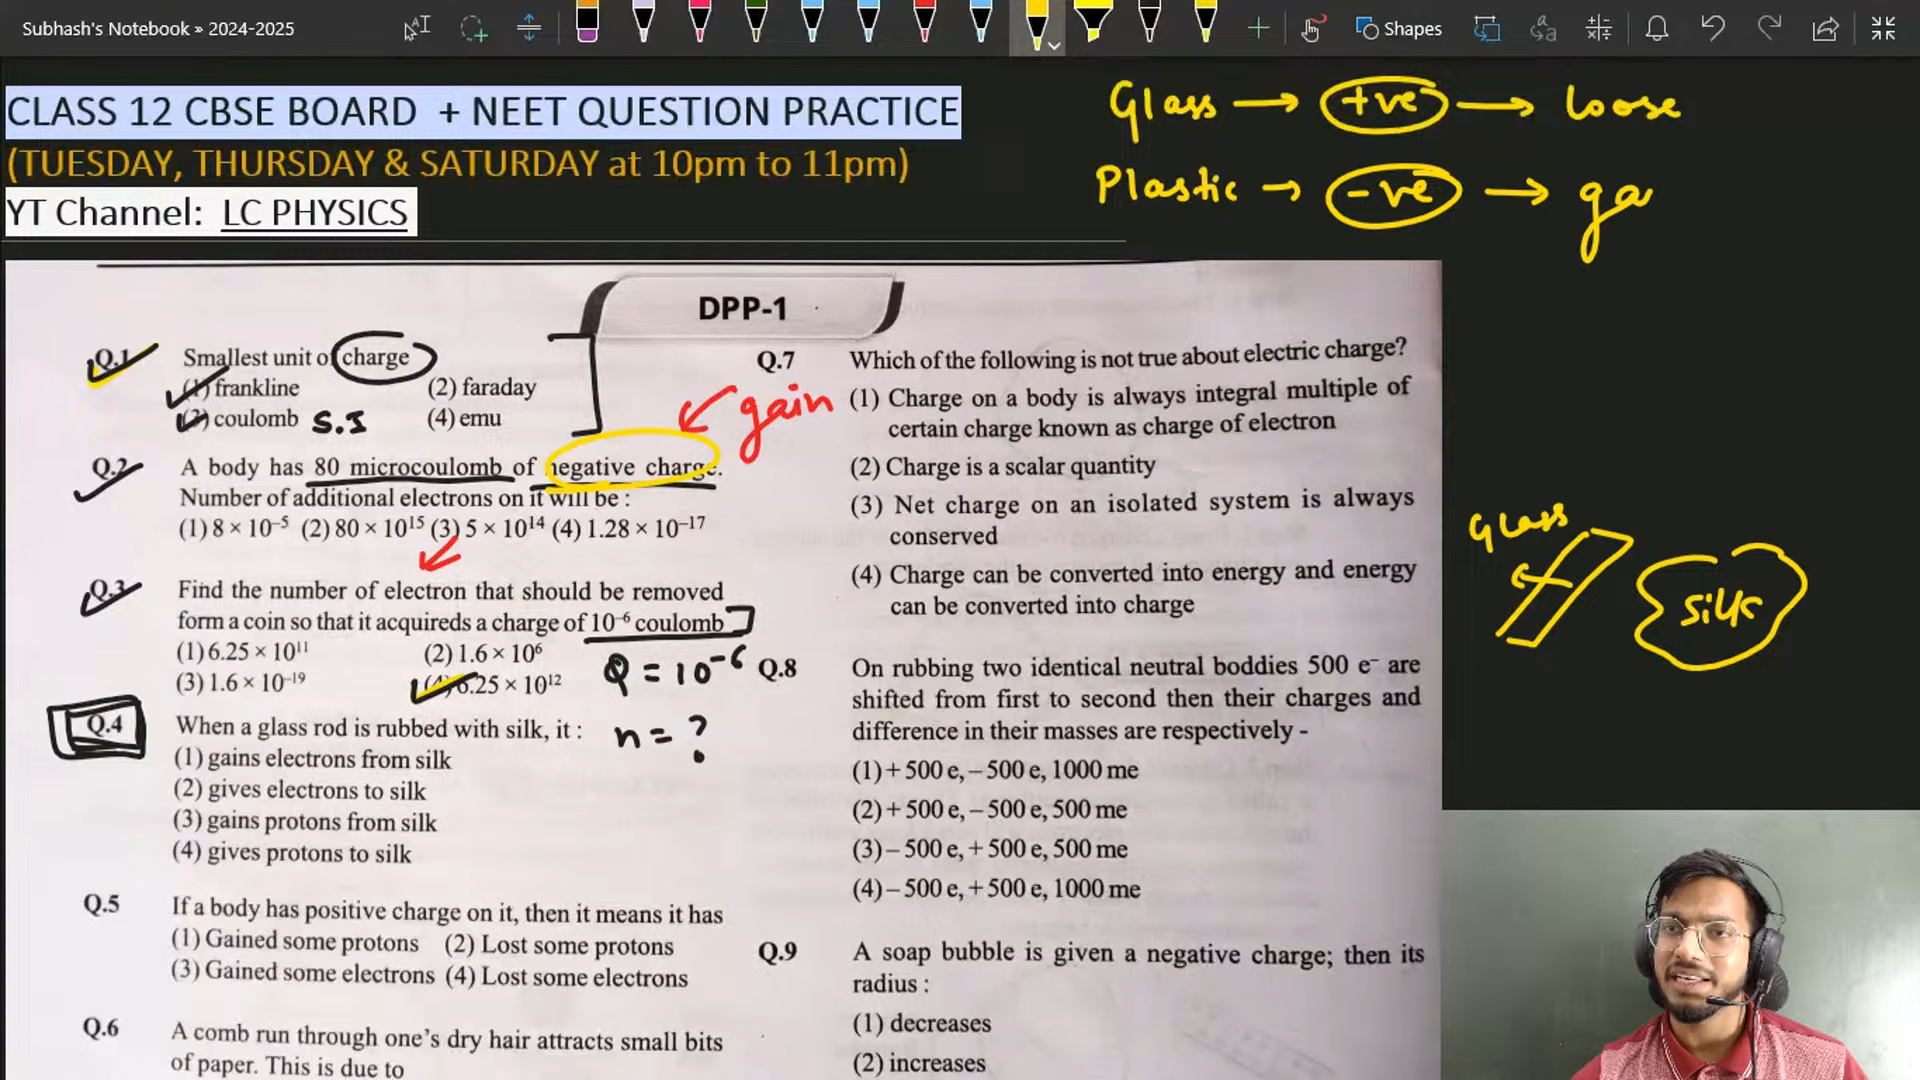 Subhash's Notebook » 2024-2025
Shapes
CLASS 12 CBSE BOARD + NEET QUESTION PRACTICE
(TUESDAY, THURSDAY & SATURDAY at 10pm to 11pm)
YT Channel: LC PHYSICS
Glass → +ve → loose
Plastic → -ve → ga
DPP-1
Q.1 Smallest unit of charge
(1) frankline (2) faraday
(3) coulomb S.I (4) emu
gain
Q.2 A body has 80 microcoulomb of negative charge.
Number of additional electrons on it will be :
(1) 8 × 10⁻⁵ (2) 80 × 10¹⁵ (3) 5 × 10¹⁴ (4) 1.28 × 10⁻¹⁷
Q.3 Find the number of electron that should be removed
form a coin so that it acquireds a charge of 10⁻⁶ coulomb
(1) 6.25 × 10¹¹ (2) 1.6 × 10⁶
(3) 1.6 × 10⁻¹⁹ (4) 6.25 × 10¹²
Q = 10⁻⁶
n = ?
Q.4 When a glass rod is rubbed with silk, it :
(1) gains electrons from silk
(2) gives electrons to silk
(3) gains protons from silk
(4) gives protons to silk
Q.5 If a body has positive charge on it, then it means it has
(1) Gained some protons (2) Lost some protons
(3) Gained some electrons (4) Lost some electrons
Q.6 A comb run through one's dry hair attracts small bits
of paper. This is due to
Q.7 Which of the following is not true about electric charge?
(1) Charge on a body is always integral multiple of
certain charge known as charge of electron
(2) Charge is a scalar quantity
(3) Net charge on an isolated system is always
conserved
(4) Charge can be converted into energy and energy
can be converted into charge
Q.8 On rubbing two identical neutral boddies 500 e⁻ are
shifted from first to second then their charges and
difference in their masses are respectively -
(1) + 500 e, – 500 e, 1000 me
(2) + 500 e, – 500 e, 500 me
(3) – 500 e, + 500 e, 500 me
(4) – 500 e, + 500 e, 1000 me
Q.9 A soap bubble is given a negative charge; then its
radius :
(1) decreases
(2) increases
Glass
Silk